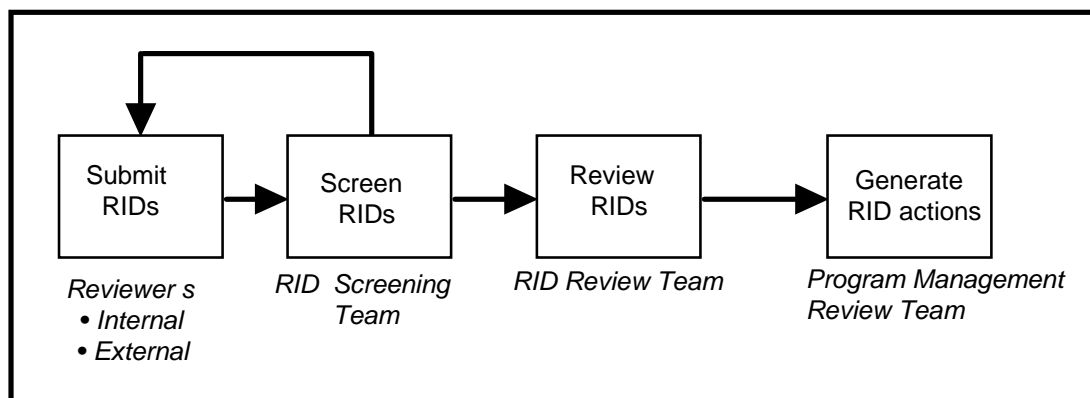 Submit
RIDs
Screen
RIDs
Review
RIDs
Generate
RID actions
Reviewer s
• Internal
• External
RID Screening
Team
RID Review Team
Program Management
Review Team